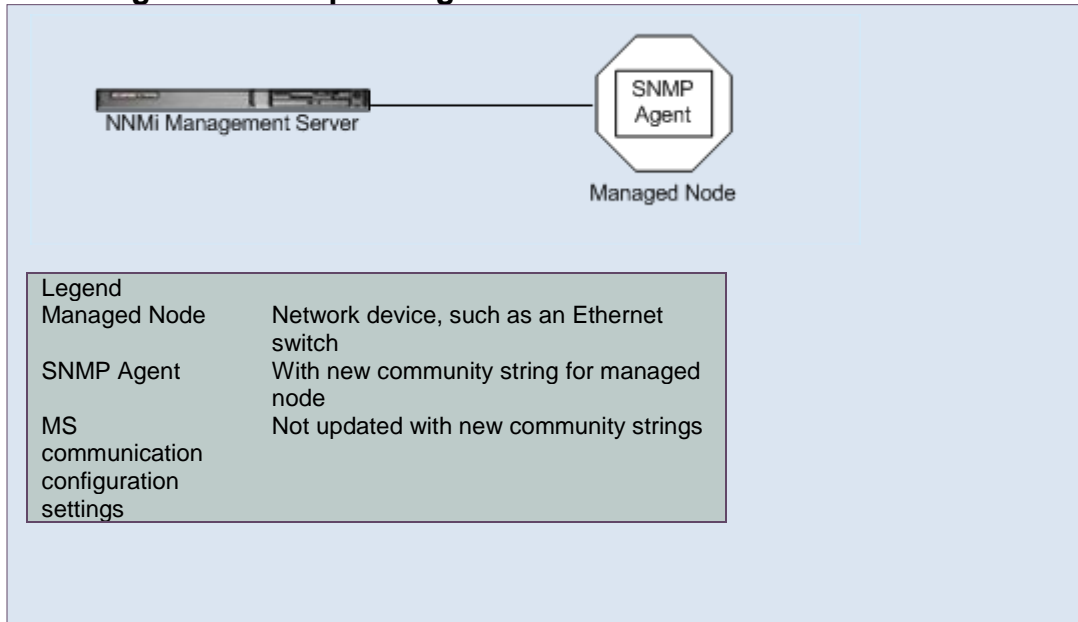 NNMi Management Server
SNMP
Agent
Managed Node
Legend
Managed Node Network device, such as an Ethernet
switch
SNMP Agent With new community string for managed
node
MS Not updated with new community strings
communication
configuration
settings